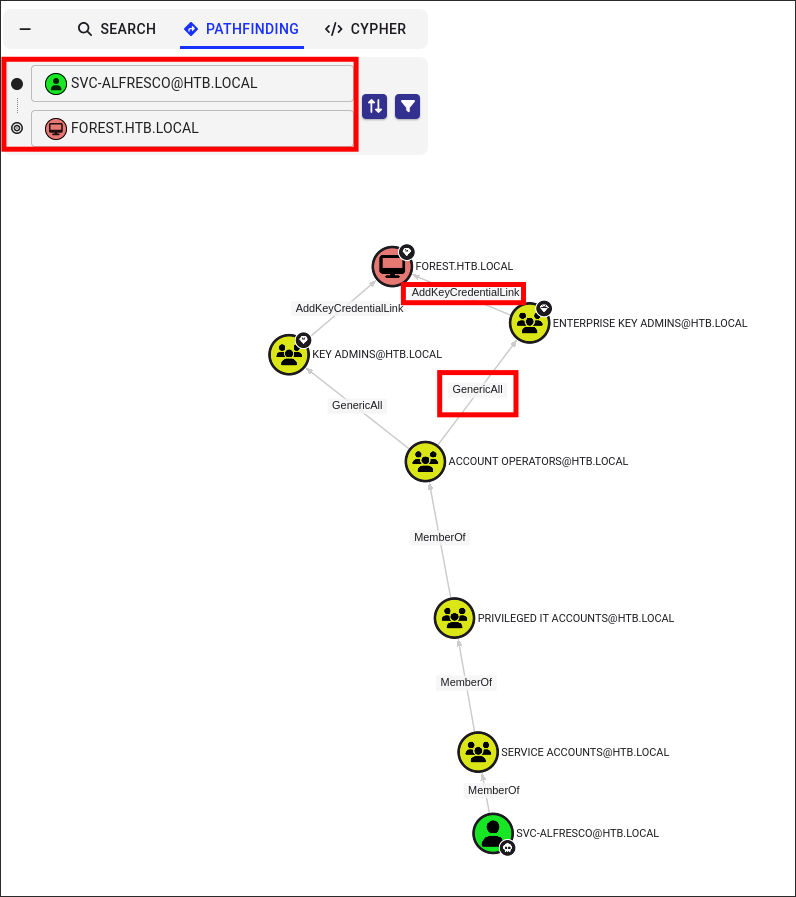 SEARCH PATHFINDING </> CYPHER
SVC-ALFRESCO@HTB.LOCAL
FOREST.HTB.LOCAL
FOREST.HTB.LOCAL
AddKeyCredentialLink
AddKeyCredentialLink
ENTERPRISE KEY ADMINS@HTB.LOCAL
KEY ADMINS@HTB.LOCAL
GenericAll
GenericAll
ACCOUNT OPERATORS@HTB.LOCAL
MemberOf
PRIVILEGED IT ACCOUNTS@HTB.LOCAL
MemberOf
SERVICE ACCOUNTS@HTB.LOCAL
MemberOf
SVC-ALFRESCO@HTB.LOCAL